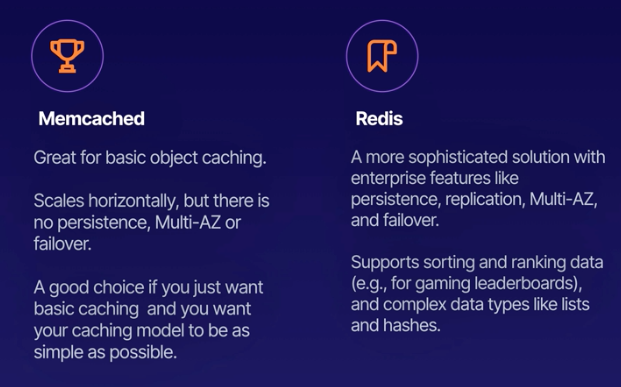 Memcached
Great for basic object caching.
Scales horizontally, but there is
no persistence, Multi-AZ or
failover.
A good choice if you just want
basic caching and you want
your caching model to be as
simple as possible.
Redis
A more sophisticated solution with
enterprise features like
persistence, replication, Multi-AZ,
and failover.
Supports sorting and ranking data
(e.g., for gaming leaderboards),
and complex data types like lists
and hashes.